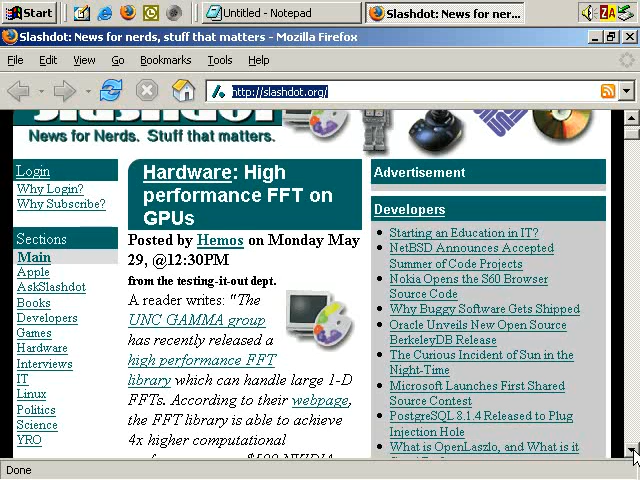 Start
Untitled - Notepad
Slashdot: News for ner...
ZA
Slashdot: News for nerds, stuff that matters - Mozilla Firefox
File Edit View Go Bookmarks Tools Help
http://slashdot.org/
News for Nerds. Stuff that matters.
Login
Why Login?
Why Subscribe?
Sections
Main
Apple
AskSlashdot
Books
Developers
Games
Hardware
Interviews
IT
Linux
Politics
Science
YRO
Hardware: High
performance FFT on
GPUs
Posted by Hemos on Monday May
29, @12:30PM
from the testing-it-out dept.
A reader writes: "The
UNC GAMMA group
has recently released a
high performance FFT
library which can handle large 1-D
FFTs. According to their webpage,
the FFT library is able to achieve
4x higher computational
Advertisement
Developers
Starting an Education in IT?
NetBSD Announces Accepted
Summer of Code Projects
Nokia Opens the S60 Browser
Source Code
Why Buggy Software Gets Shipped
Oracle Unveils New Open Source
BerkeleyDB Release
The Curious Incident of Sun in the
Night-Time
Microsoft Launches First Shared
Source Contest
PostgreSQL 8.1.4 Released to Plug
Injection Hole
What is OpenLaszlo, and What is it
Done